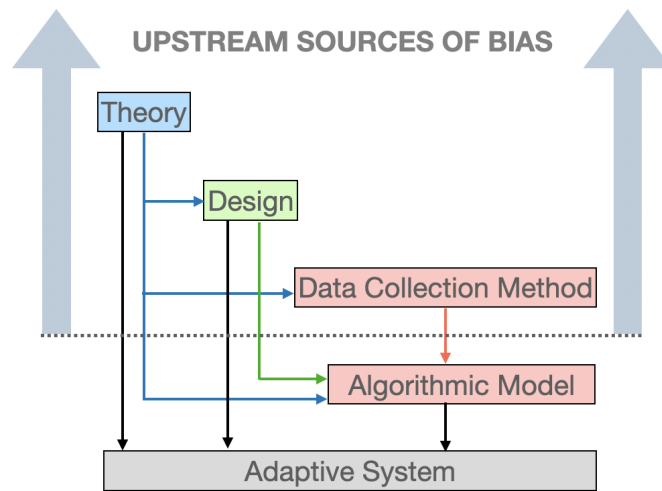 UPSTREAM SOURCES OF BIAS
Theory
Design
Data Collection Method
Algorithmic Model
Adaptive System